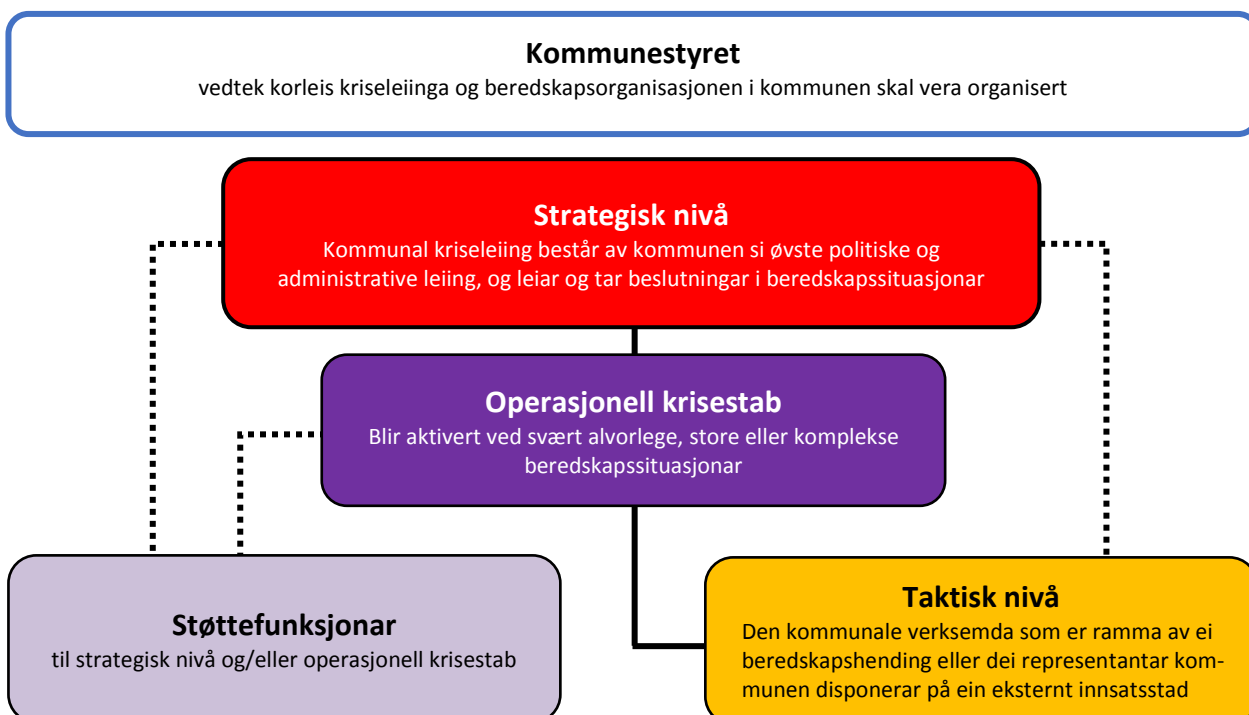 Kommunestyret
vedtek korleis kriseleiinga og beredskapsorganisasjonen i kommunen skal vera organisert
Strategisk nivå
Kommunal kriseleiing består av kommunen si øvste politiske og
administrative leiing, og leiar og tar beslutningar i beredskapssituasjonar
Operasjonell krisestab
Blir aktivert ved svært alvorlege, store eller komplekse
beredskapssituasjonar
Støttefunksjonar
til strategisk nivå og/eller operasjonell krisestab
Taktisk nivå
Den kommunale verksemda som er ramma av ei
beredskapshending eller dei representantar kom-
munen disponerar på ein eksternt innsatsstad